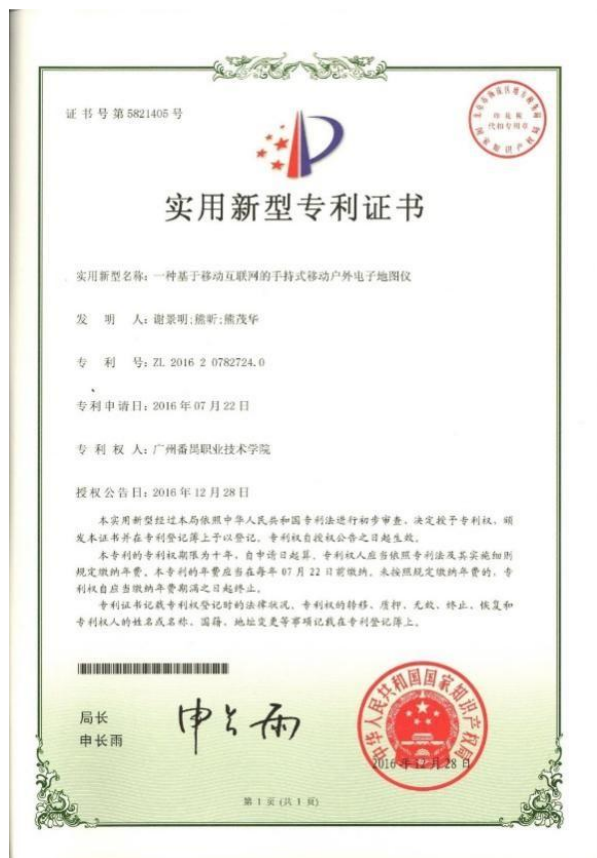 证书号第5821405号
实用新型专利证书
实用新型名称：一种基于移动互联网的手持式移动户外电子地图仪
发明人：谢景明;熊昕;熊茂华
专利号：ZL 2016 2 0782724.0
专利申请日：2016年07月22日
专利权人：广州番禺职业技术学院
授权公告日：2016年12月28日
本实用新型经过本局依照中华人民共和国专利法进行初步审查，决定授予专利权，颁
发本证书并在专利登记簿上予以登记。专利权自授权公告之日起生效。
本专利的专利权期限为十年，自申请日起算。专利权人应当依照专利法及其实施细则
规定缴纳年费。本专利的年费应当在每年07月22日前缴纳。未按照规定缴纳年费的，专
利权自应当缴纳年费期满之日起终止。
专利证书记载专利权登记时的法律状况。专利权的转移、质押、无效、终止、恢复和
专利权人的姓名或名称、国籍、地址变更等事项记载在专利登记簿上。
局长
申长雨
申长雨
中华人民共和国国家知识产权局
2016年12月28日
第1页(共1页)